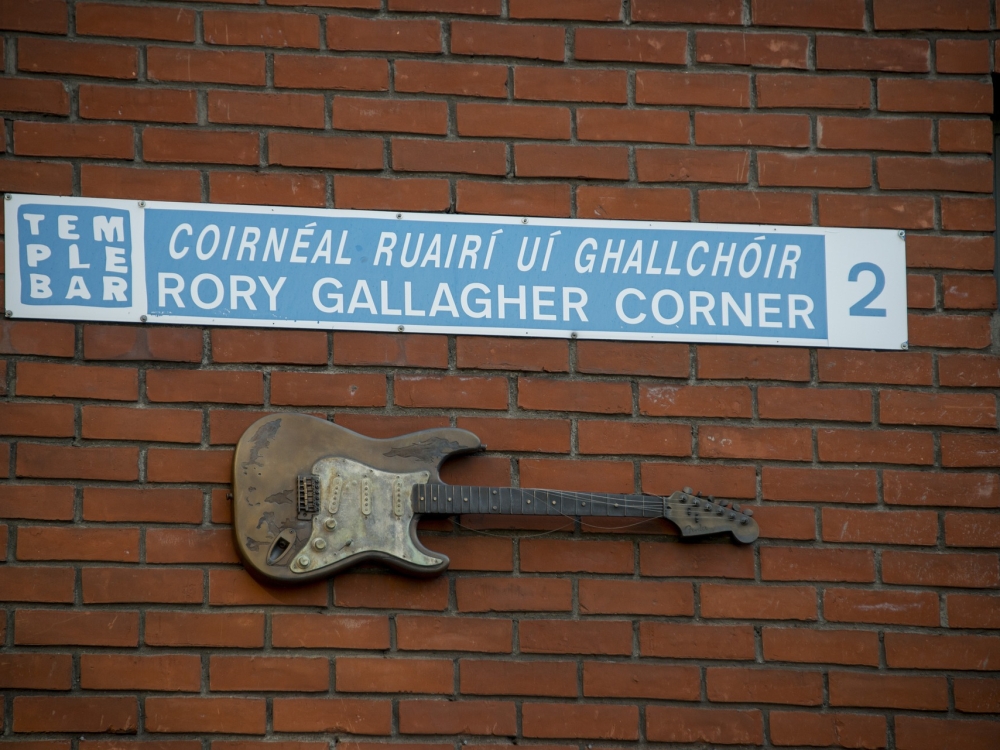 TEM
PLE
BAR
COIRNÉAL RUAIRÍ UÍ GHALLCHÓIR
RORY GALLAGHER CORNER
2